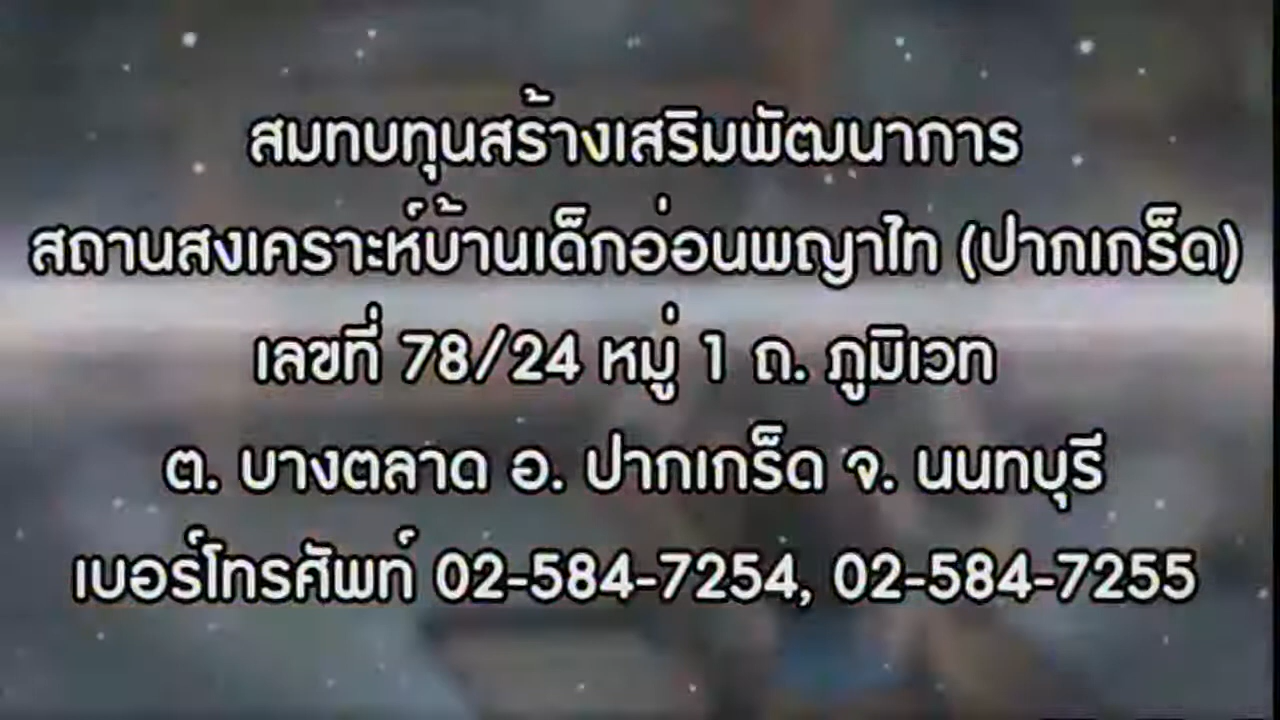 สมทบทุนสร้างเสริมพัฒนาการ
สถานสงเคราะห์บ้านเด็กอ่อนพญาไท (ปากเกร็ด)
เลขที่ 78/24 หมู่ 1 ถ. ภูมิเวท
ต. บางตลาด อ. ปากเกร็ด จ. นนทบุรี
เบอร์โทรศัพท์ 02-584-7254, 02-584-7255